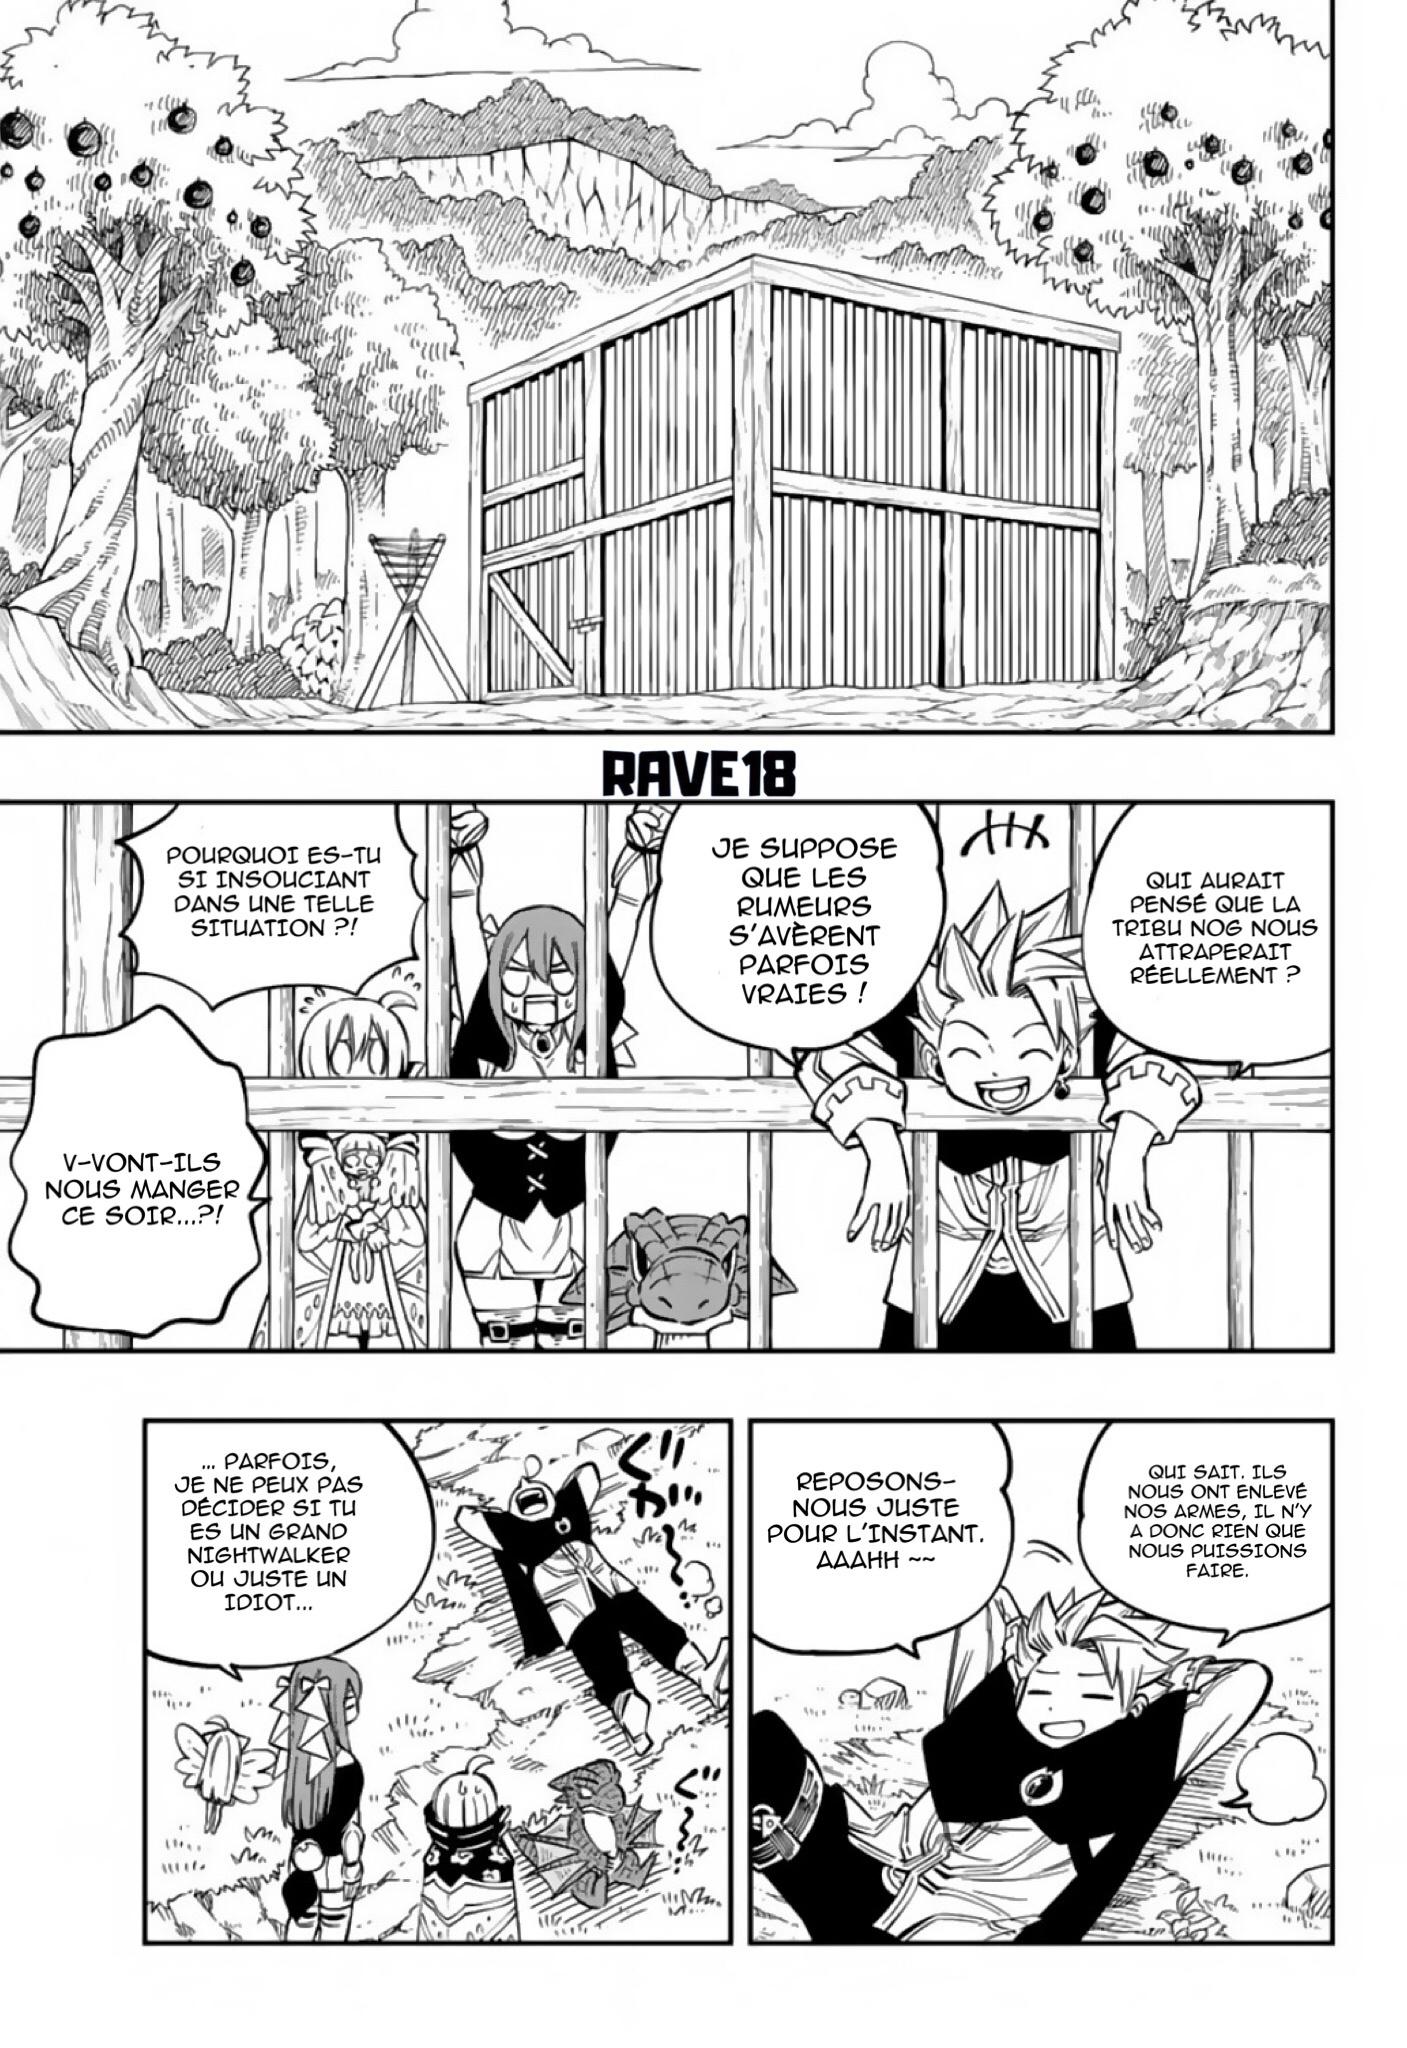 RAVE18
QUI AURAIT
PENSÉ QUE LA
TRIBU NOG NOUS
ATTRAPERAIT
RÉELLEMENT ?
JE SUPPOSE
QUE LES
RUMEURS
S'AVÈRENT
PARFOIS
VRAIES !
POURQUOI ES-TU
SI INSOUCIANT
DANS UNE TELLE
SITUATION ?!
V-VONT-ILS
NOUS MANGER
CE SOIR...?!
QUI SAIT. ILS
NOUS ONT ENLEVÉ
NOS ARMES, IL N'Y
A DONC RIEN QUE
NOUS PUISSIONS
FAIRE.
REPOSONS-
NOUS JUSTE
POUR L'INSTANT.
AAAHH ~~
... PARFOIS,
JE NE PEUX PAS
DÉCIDER SI TU
ES UN GRAND
NIGHTWALKER
OU JUSTE UN
IDIOT...